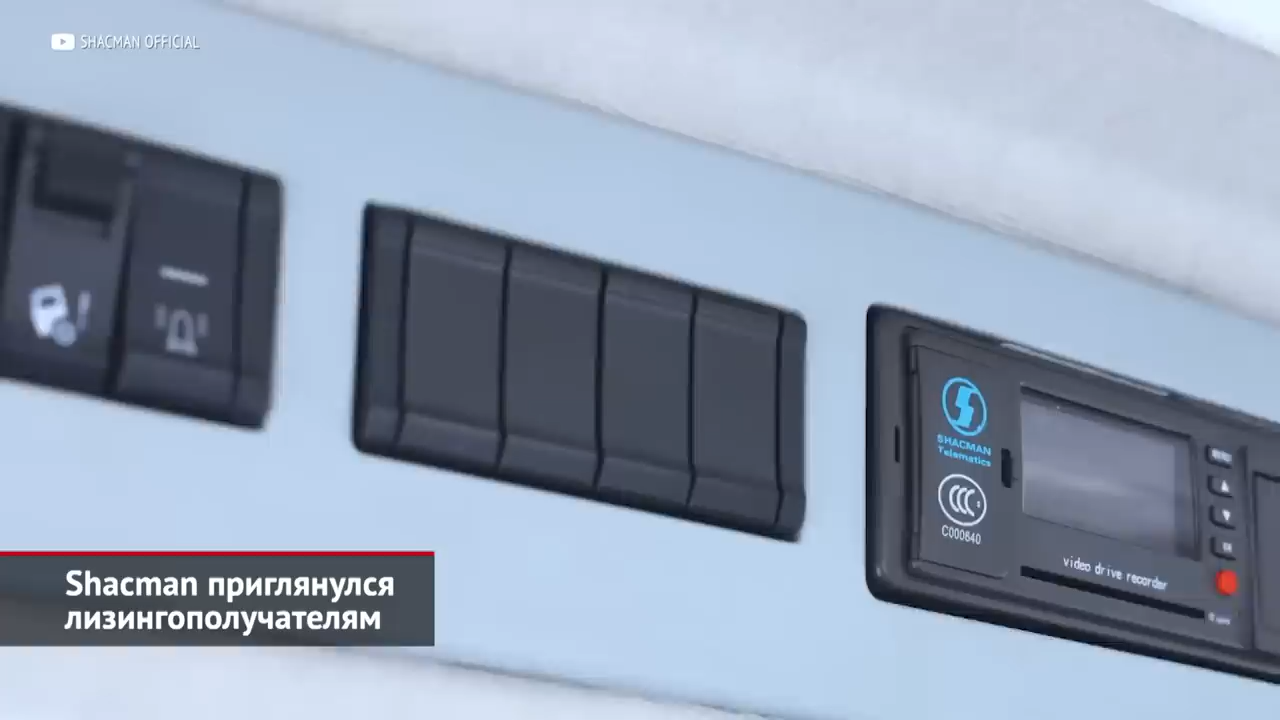 SHACMAN OFFICIAL
SHACMAN
Telematics
C000640
video drive recorder
Shacman приглянулся
лизингополучателям